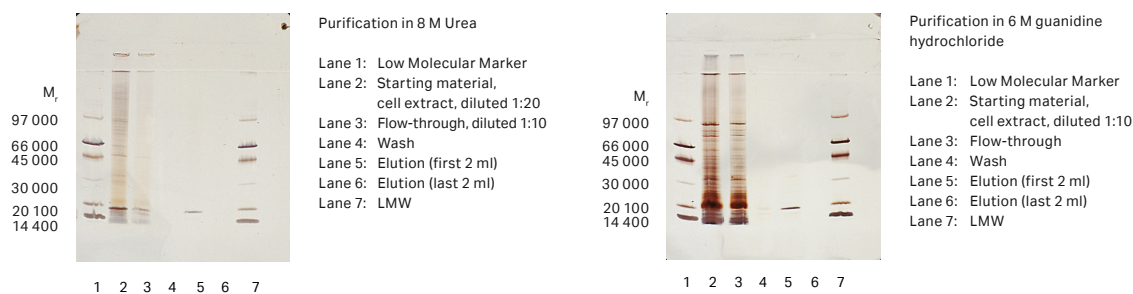 Purification in 8 M Urea
Lane 1: Low Molecular Marker
Lane 2: Starting material,
cell extract, diluted 1:20
Lane 3: Flow-through, diluted 1:10
Lane 4: Wash
Lane 5: Elution (first 2 ml)
Lane 6: Elution (last 2 ml)
Lane 7: LMW
Mr
97 000
66 000
45 000
30 000
20 100
14 400
1 2 3 4 5 6 7
Purification in 6 M guanidine
hydrochloride
Lane 1: Low Molecular Marker
Lane 2: Starting material,
cell extract, diluted 1:10
Lane 3: Flow-through
Lane 4: Wash
Lane 5: Elution (first 2 ml)
Lane 6: Elution (last 2 ml)
Lane 7: LMW
Mr
97 000
66 000
45 000
30 000
20 100
14 400
1 2 3 4 5 6 7